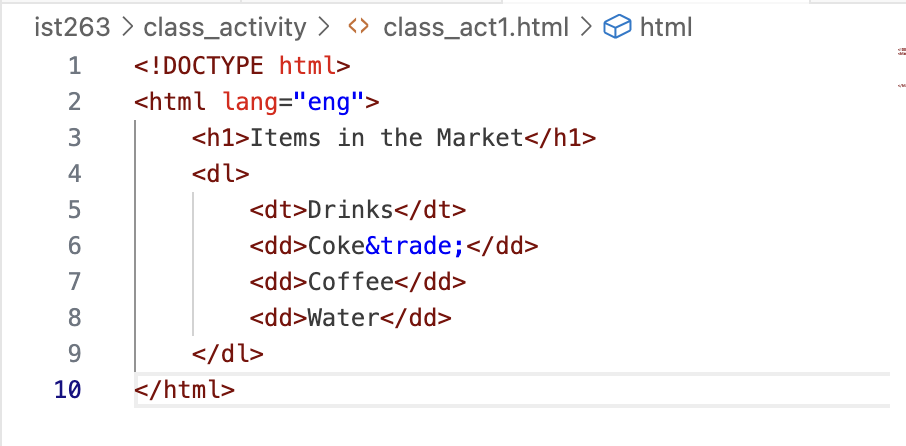 ist263 > class_activity > <> class_act1.html > html
1 <!DOCTYPE html>
2 <html lang="eng">
3     <h1>Items in the Market</h1>
4     <dl>
5         <dt>Drinks</dt>
6         <dd>Coke&trade;</dd>
7         <dd>Coffee</dd>
8         <dd>Water</dd>
9     </dl>
10 </html>